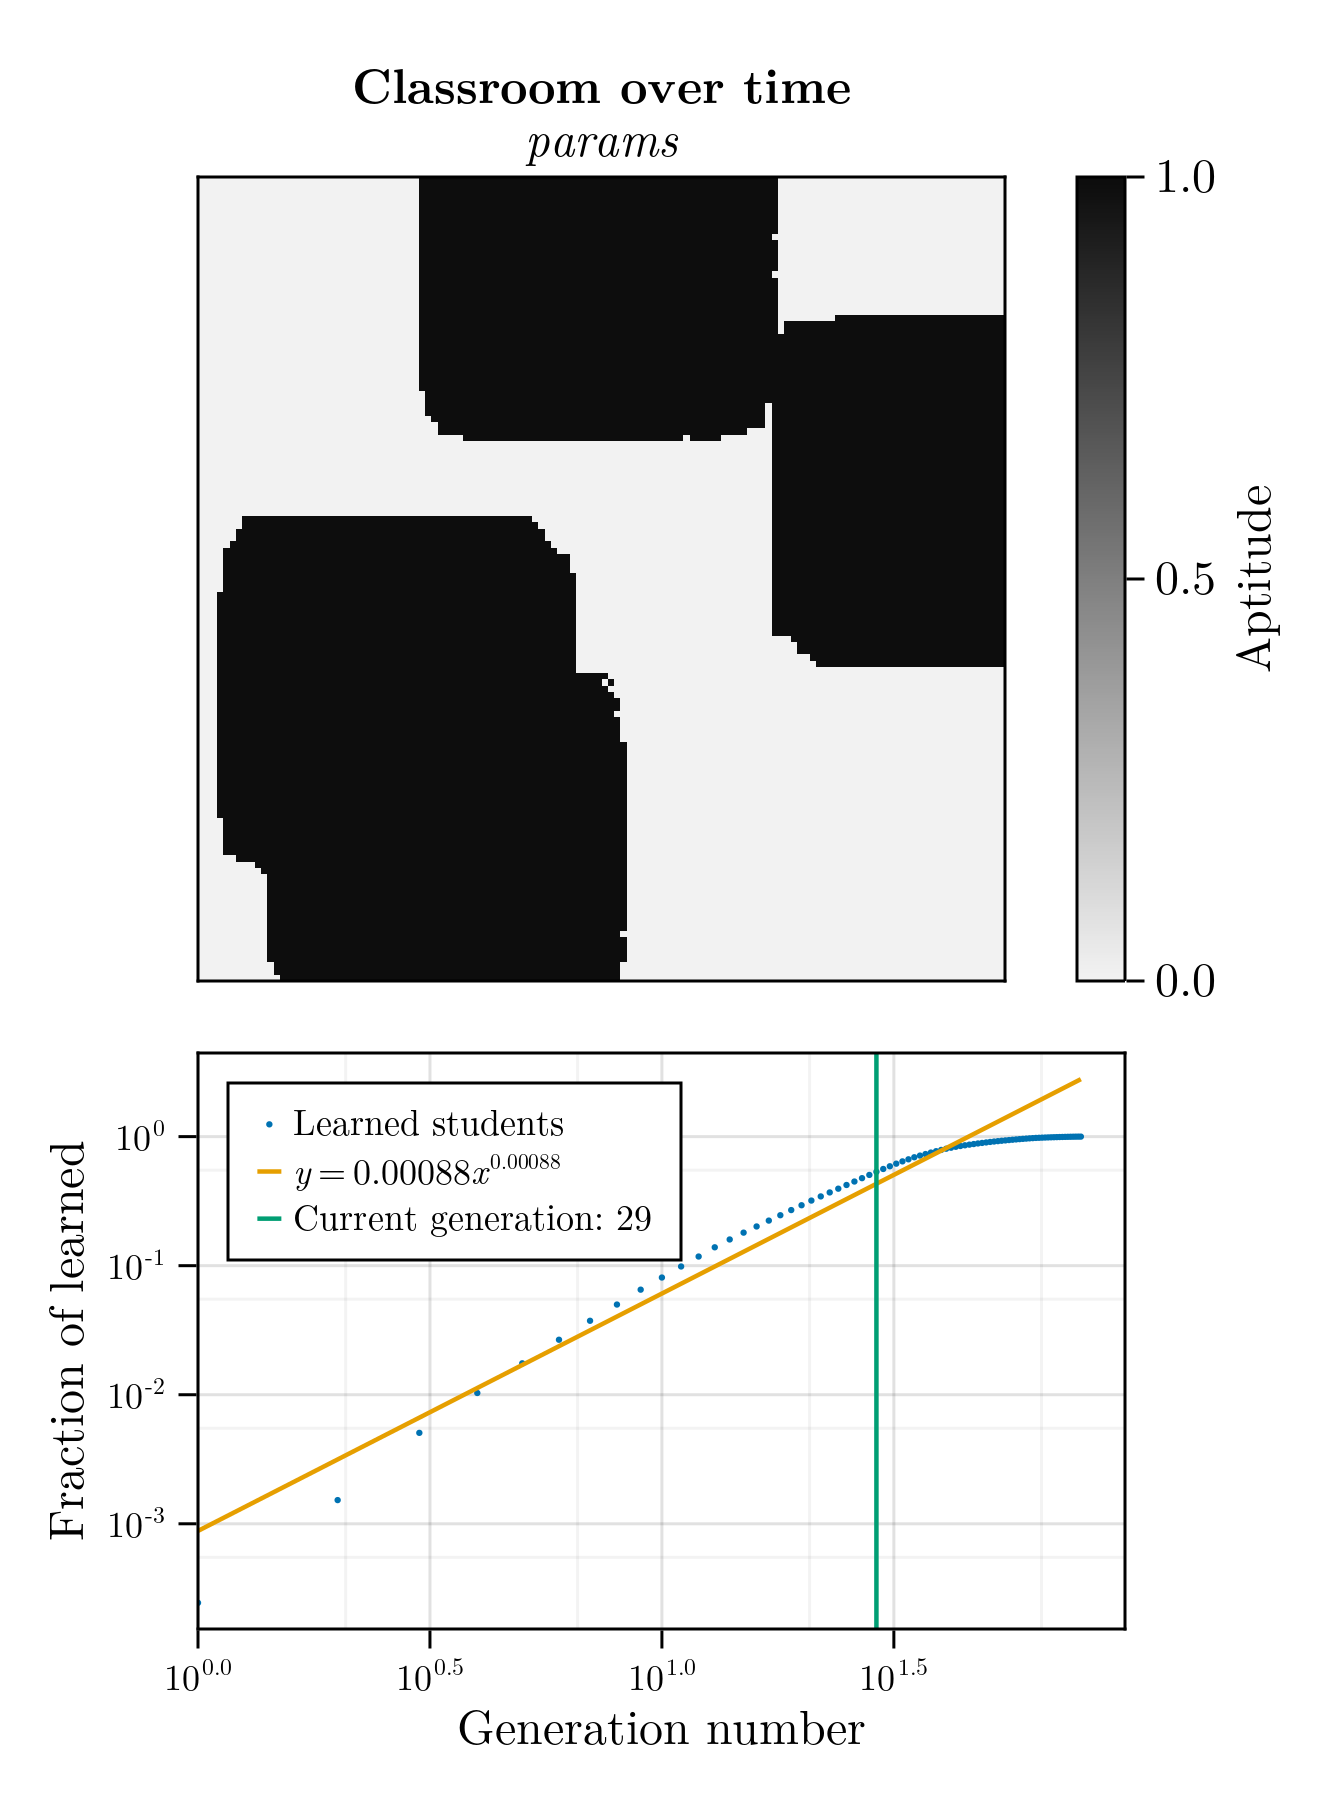 Classroom over time
params
1.0
0.5
0.0
Aptitude
Learned students
y = 0.00088x^0.00088
Current generation: 29
10^0
10^-1
10^-2
10^-3
Fraction of learned
10^0.0 10^0.5 10^1.0 10^1.5
Generation number